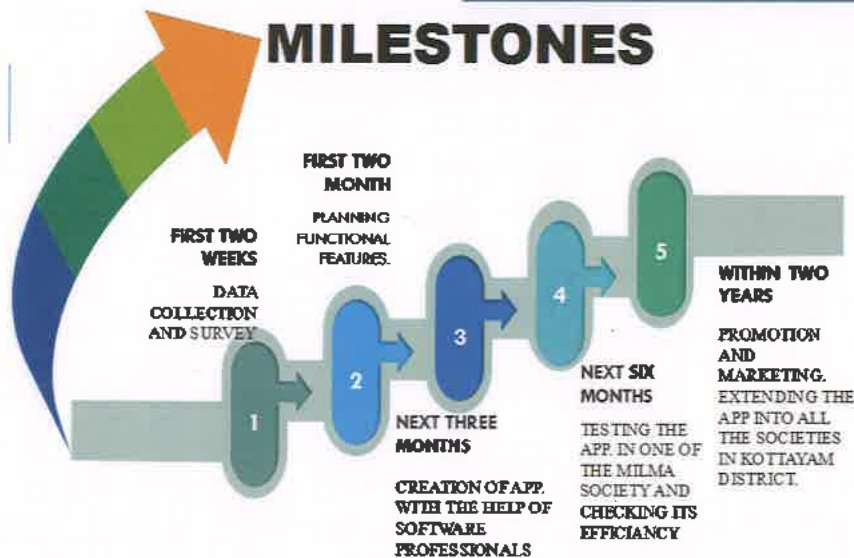 MILESTONES
FIRST TWO
WEEKS
DATA
COLLECTION
AND SURVEY
1
FIRST TWO
MONTH
PLANNING
FUNCTIONAL
FEATURES.
2
3
NEXT THREE
MONTHS
CREATION OF APP.
WITH THE HELP OF
SOFTWARE
PROFESSIONALS
4
NEXT SIX
MONTHS
TESTING THE
APP. IN ONE OF
THE MILMA
SOCIETY AND
CHECKING ITS
EFFICIANCY
5
WITHIN TWO
YEARS
PROMOTION
AND
MARKETING.
EXTENDING THE
APP INTO ALL
THE SOCIETIES
IN KOTTAYAM
DISTRICT.